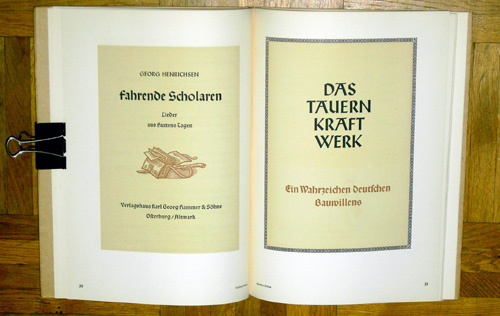 GEORG HENRICHSEN
Fahrende Scholaren
Lieder
aus fernen Tagen
Verlagshaus Karl Georg Hammer & Söhne
Osterburg/Altmark
DAS
TAUERN
KRAFT
WERK
Ein Wahrzeichen deutschen
Bauwillens